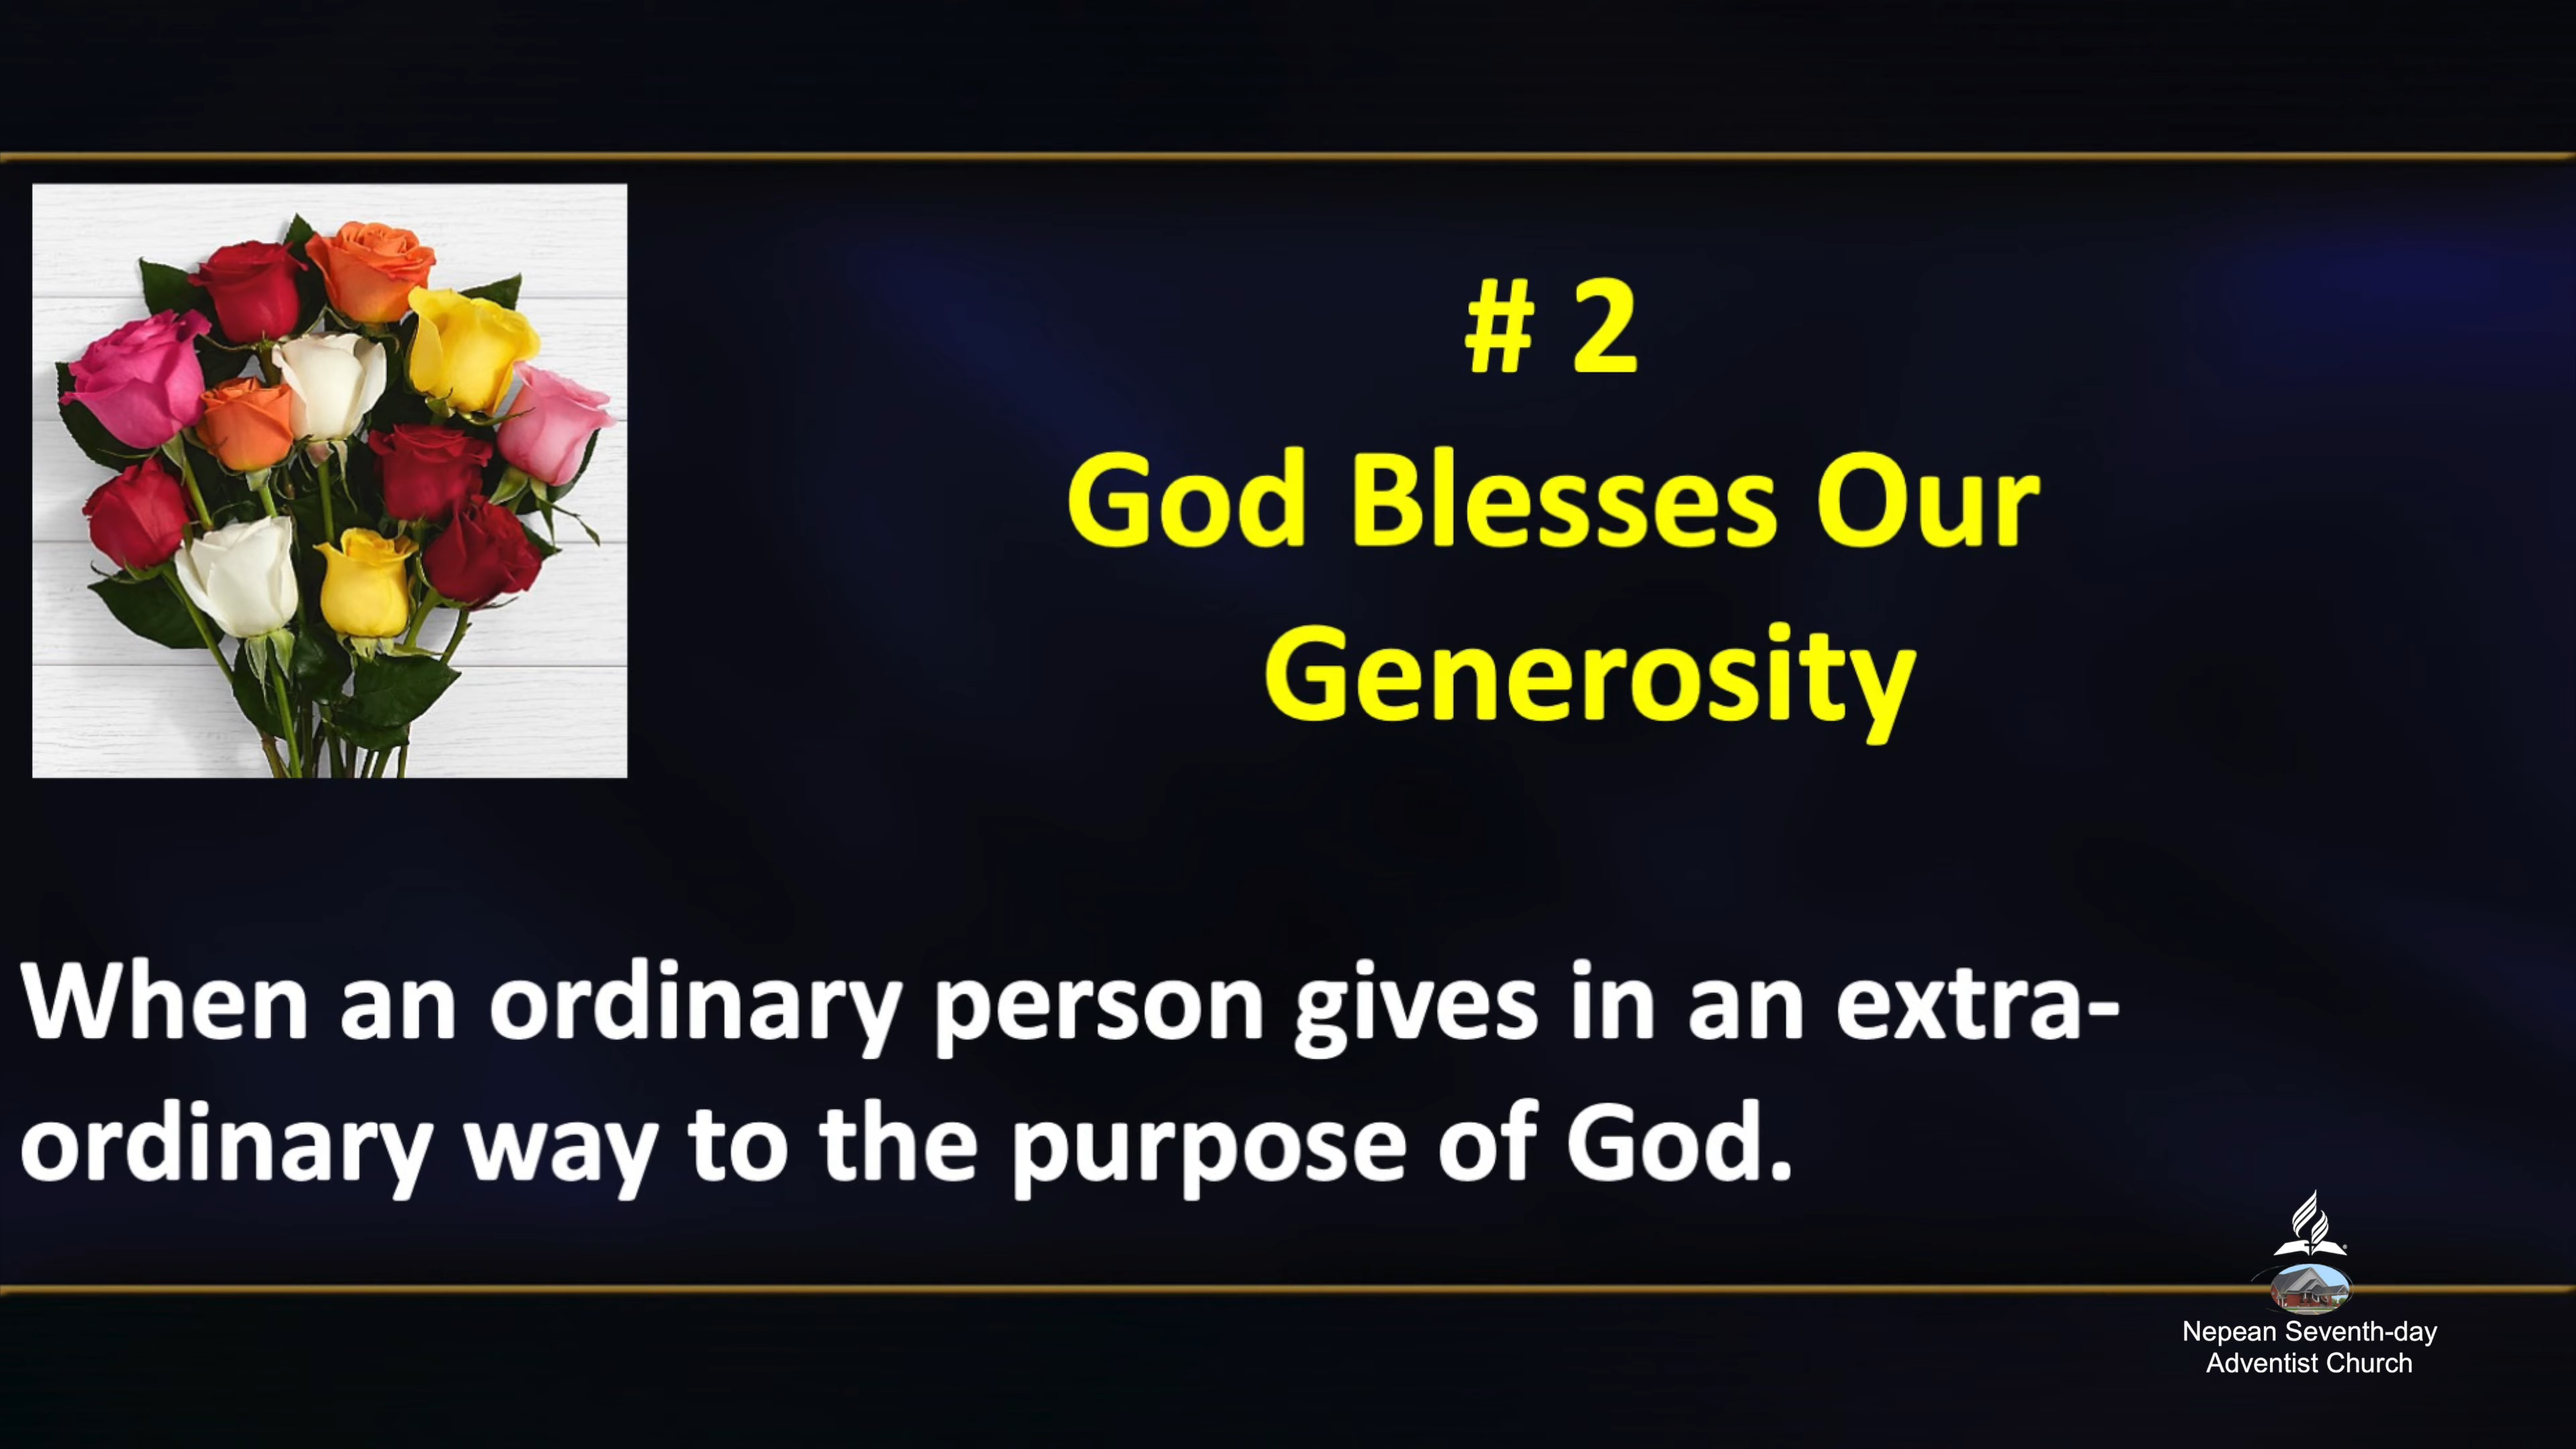 # 2
God Blesses Our
Generosity
When an ordinary person gives in an extra-
ordinary way to the purpose of God.
Nepean Seventh-day
Adventist Church